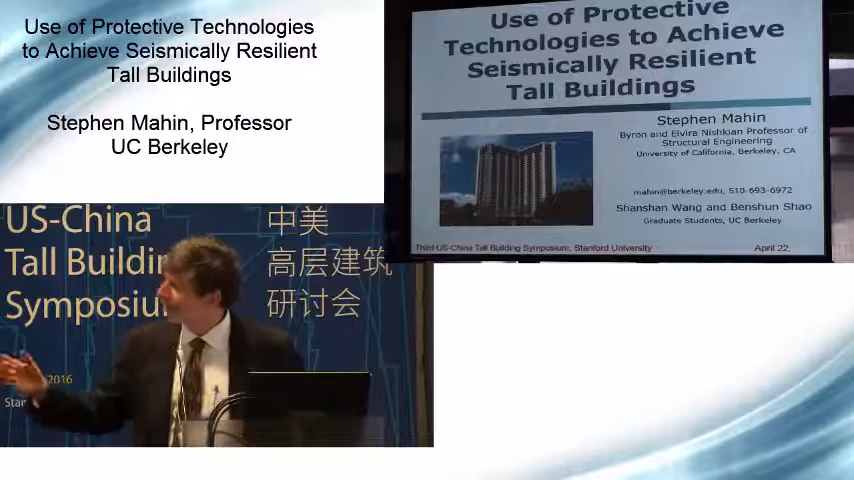 Use of Protective Technologies
to Achieve Seismically Resilient
Tall Buildings
Stephen Mahin, Professor
UC Berkeley
Use of Protective
Technologies to Achieve
Seismically Resilient
Tall Buildings
Stephen Mahin
Byron and Elvira Nishkian Professor of
Structural Engineering
University of California, Berkeley, CA
mahin@berkeley.edu, 510-693-6972
Shanshan Wang and Benshun Shao
Graduate Students, UC Berkeley
Third US-China Tall Building Symposium, Stanford University
April 22,
US-China
Tall Buildin
Symposiu
中美
高层建筑
研讨会
2016
Star